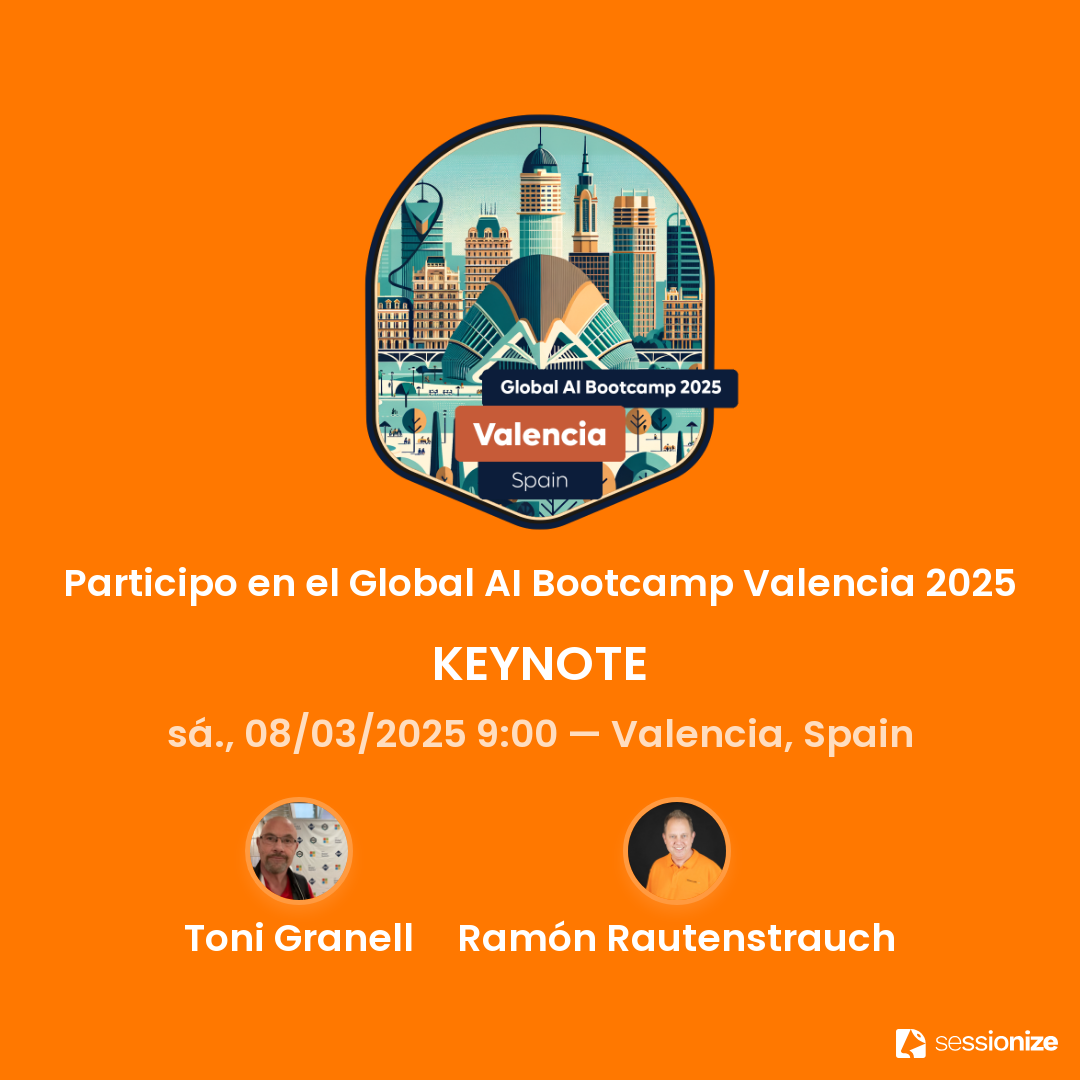 Global AI Bootcamp 2025
Valencia
Spain
Participo en el Global AI Bootcamp Valencia 2025
KEYNOTE
sá., 08/03/2025 9:00 — Valencia, Spain
Toni Granell
Ramón Rautenstrauch
sessionize